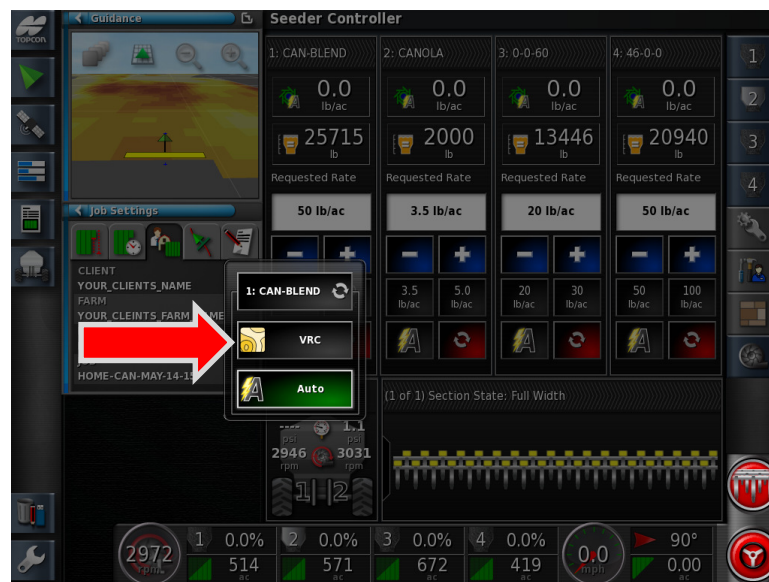 TOPCON
Guidance
Seeder Controller
1: CAN-BLEND
2: CANOLA
3: 0-0-60
4: 46-0-0
0.0
lb/ac
0.0
lb/ac
0.0
lb/ac
0.0
lb/ac
25715
lb
2000
lb
13446
lb
20940
lb
Requested Rate
Requested Rate
Requested Rate
Requested Rate
50 lb/ac
3.5 lb/ac
20 lb/ac
50 lb/ac
3.5
lb/ac
5.0
lb/ac
20
lb/ac
30
lb/ac
50
lb/ac
100
lb/ac
1
2
3
4
Job Settings
CLIENT
YOUR_CLIENTS_NAME
FARM
YOUR_CLEINTS_FARM
HOME-CAN-MAY-14-15
1: CAN-BLEND
VRC
Auto
(1 of 1) Section State: Full Width
----
psi
1.1
psi
2946
rpm
3031
rpm
1
2
2972
rpm
1 0.0%
514
ac
2 0.0%
571
ac
3 0.0%
672
ac
4 0.0%
419
ac
0.0
mph
90°
0.00
ac